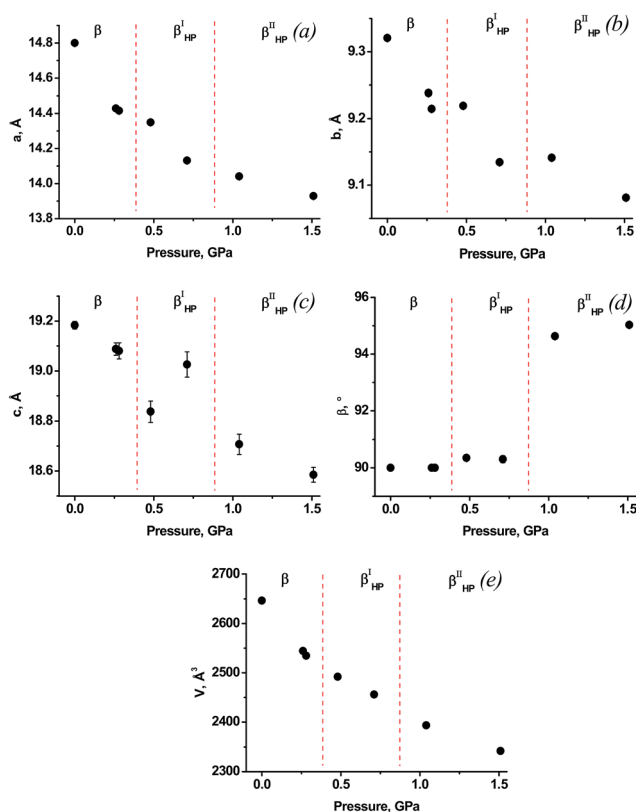 β β^I_HP β^II_HP (a)
14.8
14.6
14.4
14.2
14.0
13.8
a, Å
0.0 0.5 1.0 1.5
Pressure, GPa
β β^I_HP β^II_HP (b)
9.3
9.2
9.1
b, Å
0.0 0.5 1.0 1.5
Pressure, GPa
β β^I_HP β^II_HP (c)
19.2
19.0
18.8
18.6
c, Å
0.0 0.5 1.0 1.5
Pressure, GPa
β β^I_HP β^II_HP (d)
96
94
92
90
88
β, °
0.0 0.5 1.0 1.5
Pressure, GPa
β β^I_HP β^II_HP (e)
2700
2600
2500
2400
2300
V, Å³
0.0 0.5 1.0 1.5
Pressure, GPa